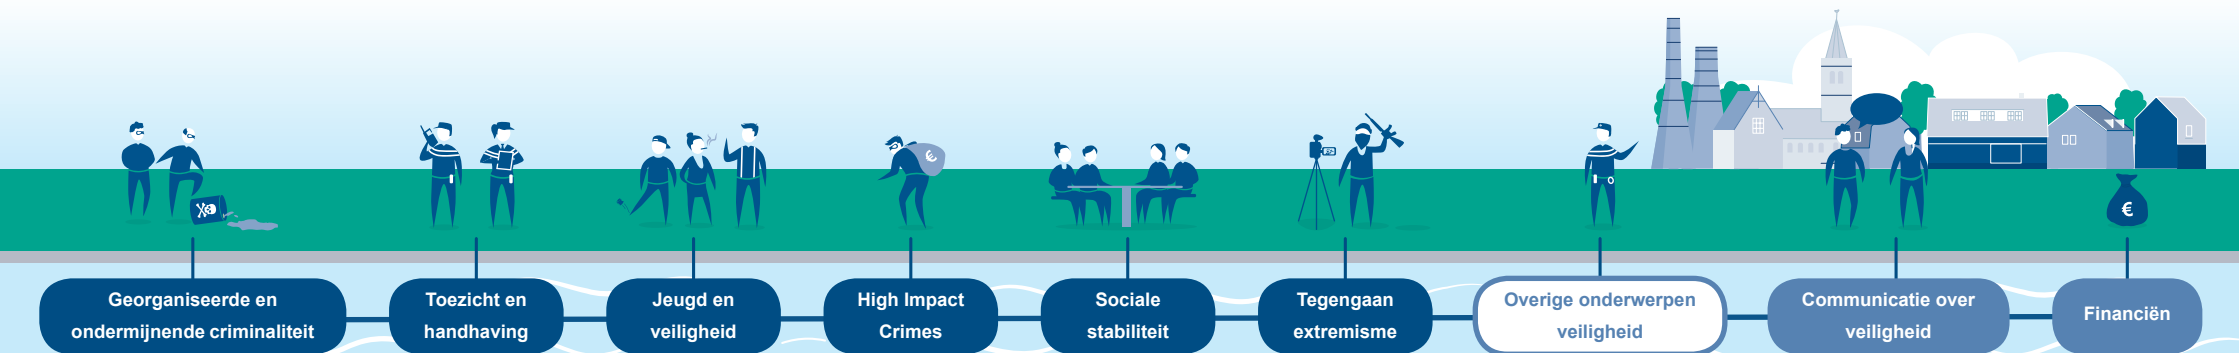 €
€
Georganiseerde en
ondermijnende criminaliteit
Toezicht en
handhaving
Jeugd en
veiligheid
High Impact
Crimes
Sociale
stabiliteit
Tegengaan
extremisme
Overige onderwerpen
veiligheid
Communicatie over
veiligheid
Financiën